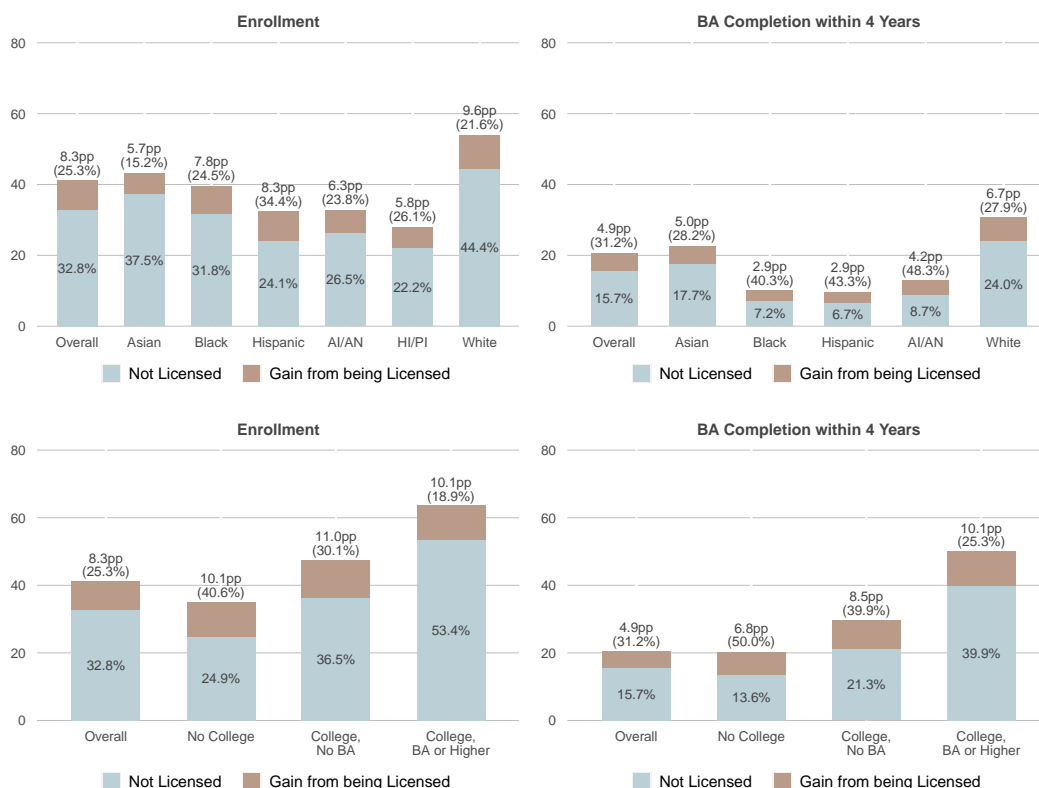 Enrollment
80
60
40
20
0
8.3pp
(25.3%)
5.7pp
(15.2%)
7.8pp
(24.5%)
8.3pp
(34.4%)
6.3pp
(23.8%)
5.8pp
(26.1%)
9.6pp
(21.6%)
32.8%
37.5%
31.8%
24.1%
26.5%
22.2%
44.4%
Overall
Asian
Black
Hispanic
AI/AN
HI/PI
White
Not Licensed
Gain from being Licensed
BA Completion within 4 Years
80
60
40
20
0
4.9pp
(31.2%)
5.0pp
(28.2%)
2.9pp
(40.3%)
2.9pp
(43.3%)
4.2pp
(48.3%)
6.7pp
(27.9%)
15.7%
17.7%
7.2%
6.7%
8.7%
24.0%
Overall
Asian
Black
Hispanic
AI/AN
White
Not Licensed
Gain from being Licensed
Enrollment
80
60
40
20
0
8.3pp
(25.3%)
10.1pp
(40.6%)
11.0pp
(30.1%)
10.1pp
(18.9%)
32.8%
24.9%
36.5%
53.4%
Overall
No College
College,
No BA
College,
BA or Higher
Not Licensed
Gain from being Licensed
BA Completion within 4 Years
80
60
40
20
0
4.9pp
(31.2%)
6.8pp
(50.0%)
8.5pp
(39.9%)
10.1pp
(25.3%)
15.7%
13.6%
21.3%
39.9%
Overall
No College
College,
No BA
College,
BA or Higher
Not Licensed
Gain from being Licensed